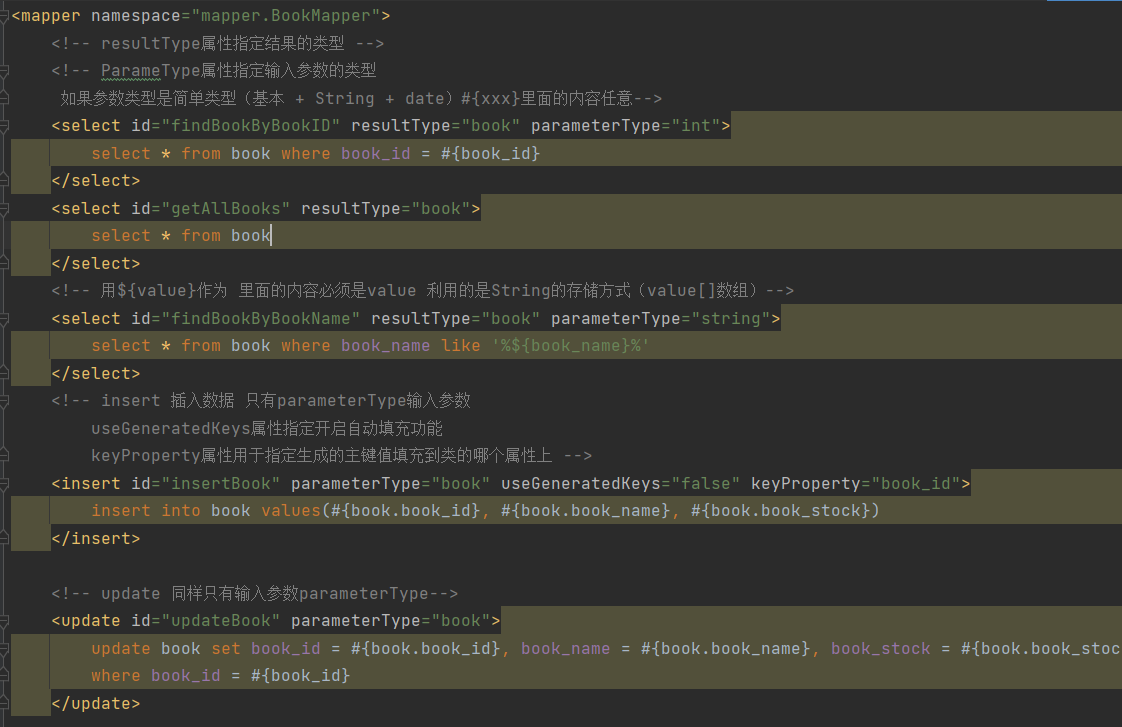 <mapper namespace="mapper.BookMapper">
<!-- resultType属性指定结果的类型 -->
<!-- ParameType属性指定输入参数的类型
如果参数类型是简单类型（基本 + String + date）#{xxx}里面的内容任意-->
<select id="findBookByBookID" resultType="book" parameterType="int">
select * from book where book_id = #{book_id}
</select>
<select id="getAllBooks" resultType="book">
select * from book
</select>
<!-- 用${value}作为 里面的内容必须是value 利用的是String的存储方式（value[]数组）-->
<select id="findBookByBookName" resultType="book" parameterType="string">
select * from book where book_name like '%${book_name}%'
</select>
<!-- insert 插入数据 只有parameterType输入参数
useGeneratedKeys属性指定开启自动填充功能
keyProperty属性用于指定生成的主键值填充到类的哪个属性上 -->
<insert id="insertBook" parameterType="book" useGeneratedKeys="false" keyProperty="book_id">
insert into book values(#{book.book_id}, #{book.book_name}, #{book.book_stock})
</insert>
<!-- update 同样只有输入参数parameterType-->
<update id="updateBook" parameterType="book">
update book set book_id = #{book.book_id}, book_name = #{book.book_name}, book_stock = #{book.book_stoc
where book_id = #{book_id}
</update>